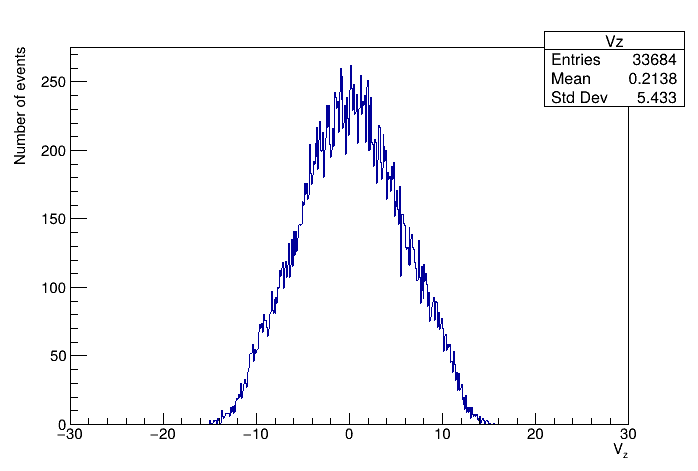 Vz
Entries 33684
Mean 0.2138
Std Dev 5.433
Number of events
250
200
150
100
50
0
−30 −20 −10 0 10 20 30
Vz